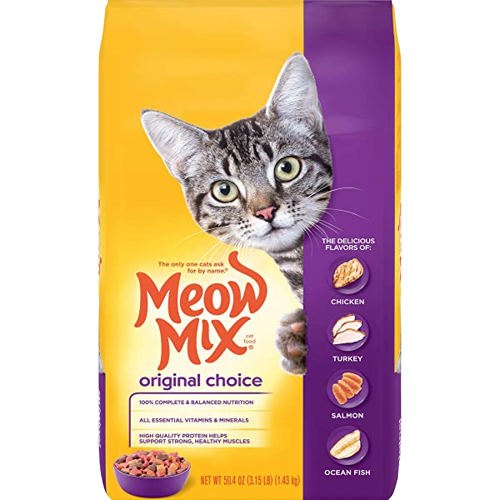 The only one cats ask
for by name.®
Meow
Mix
cat
food
®
original choice
100% COMPLETE & BALANCED NUTRITION
ALL ESSENTIAL VITAMINS & MINERALS
HIGH QUALITY PROTEIN HELPS
SUPPORT STRONG, HEALTHY MUSCLES
THE DELICIOUS
FLAVORS OF:
CHICKEN
TURKEY
SALMON
OCEAN FISH
NET WT 50.4 OZ (3.15 LB) (1.43 kg)